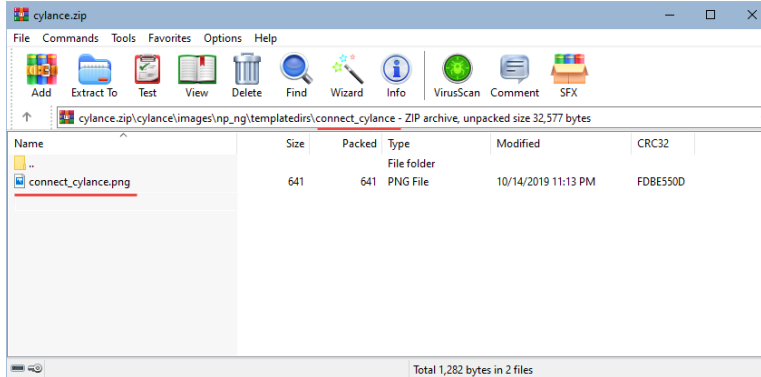 cylance.zip
File Commands Tools Favorites Options Help
Add Extract To Test View Delete Find Wizard Info VirusScan Comment SFX
cylance.zip\cylance\images\np_ng\templatedirs\connect_cylance - ZIP archive, unpacked size 32,577 bytes
Name Size Packed Type Modified CRC32
.. File folder
connect_cylance.png 641 641 PNG File 10/14/2019 11:13 PM FDBE550D
Total 1,282 bytes in 2 files